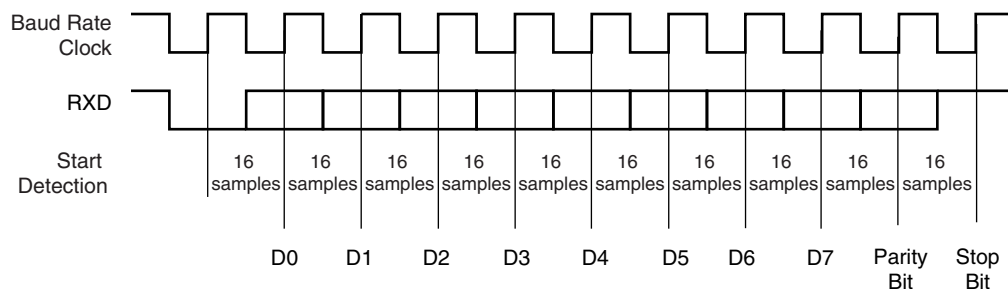 Baud Rate
Clock
RXD
Start
Detection
16 16 16 16 16 16 16 16 16 16
samples samples samples samples samples samples samples samples samples samples
D0 D1 D2 D3 D4 D5 D6 D7 Parity Stop
Bit Bit